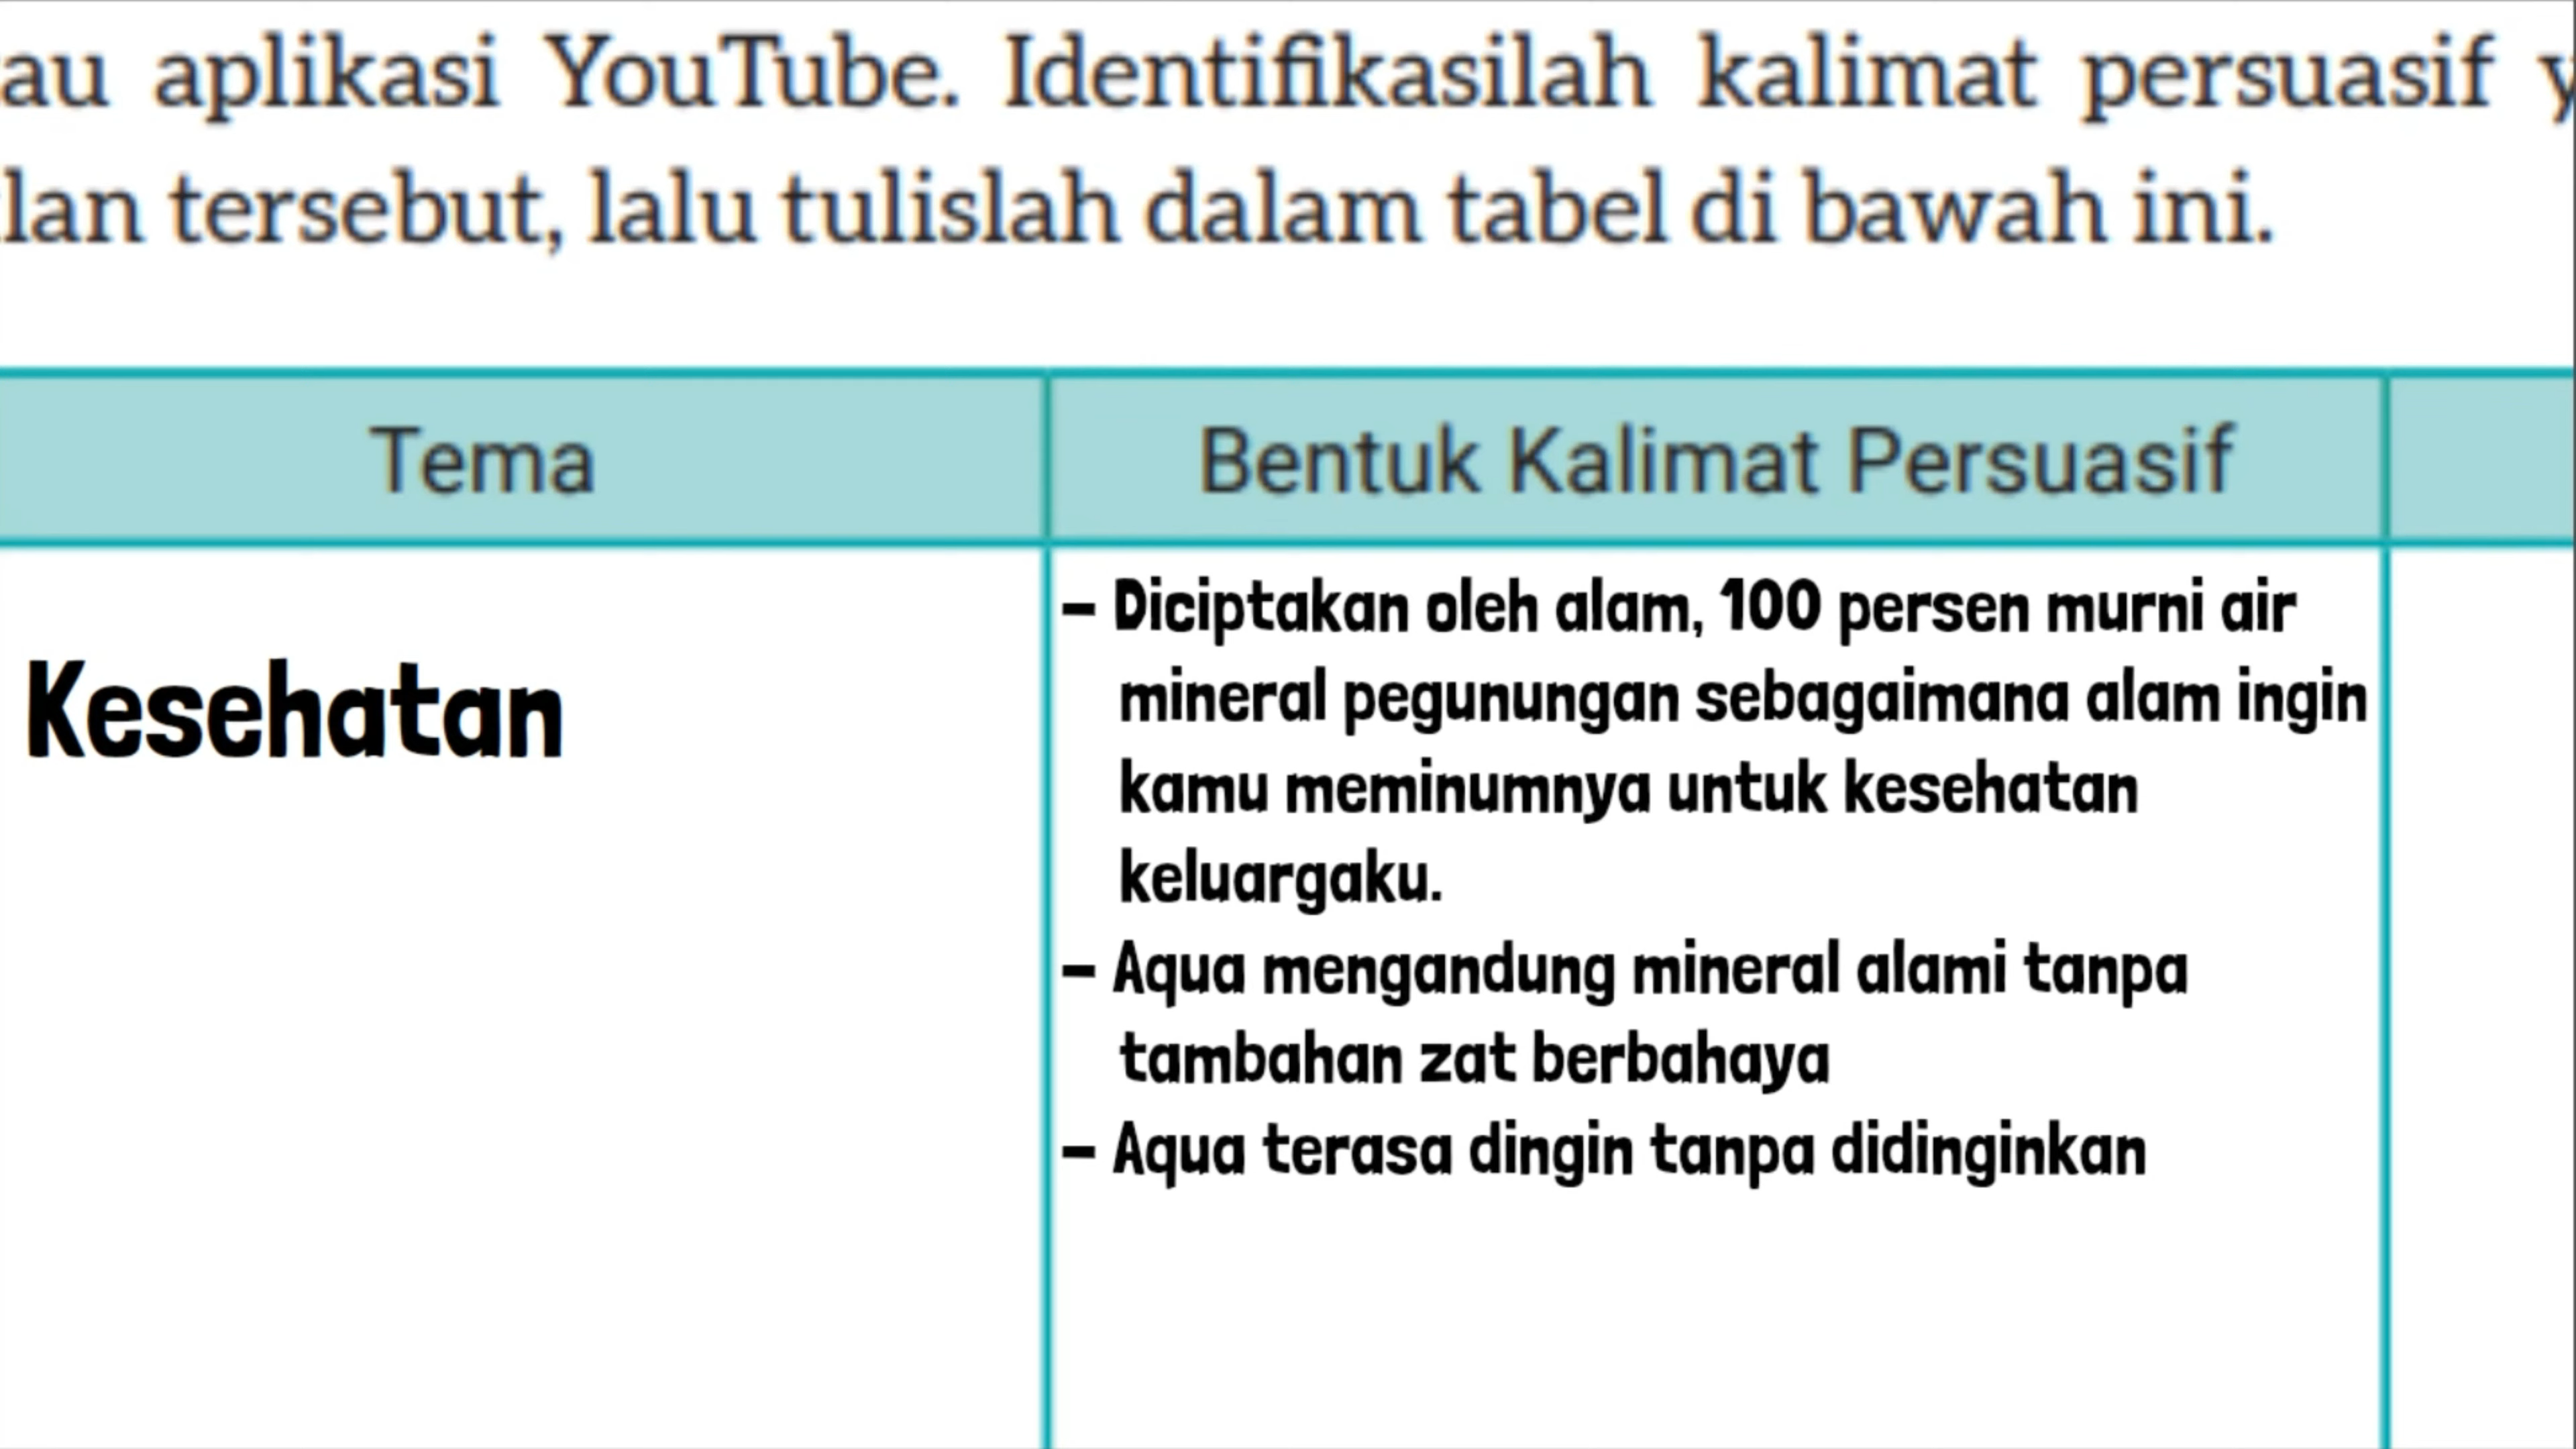 au aplikasi YouTube. Identifikasilah kalimat persuasif y
lan tersebut, lalu tulislah dalam tabel di bawah ini.
Tema
Bentuk Kalimat Persuasif
Kesehatan
– Diciptakan oleh alam, 100 persen murni air
mineral pegunungan sebagaimana alam ingin
kamu meminumnya untuk kesehatan
keluargaku.
– Aqua mengandung mineral alami tanpa
tambahan zat berbahaya
– Aqua terasa dingin tanpa didinginkan